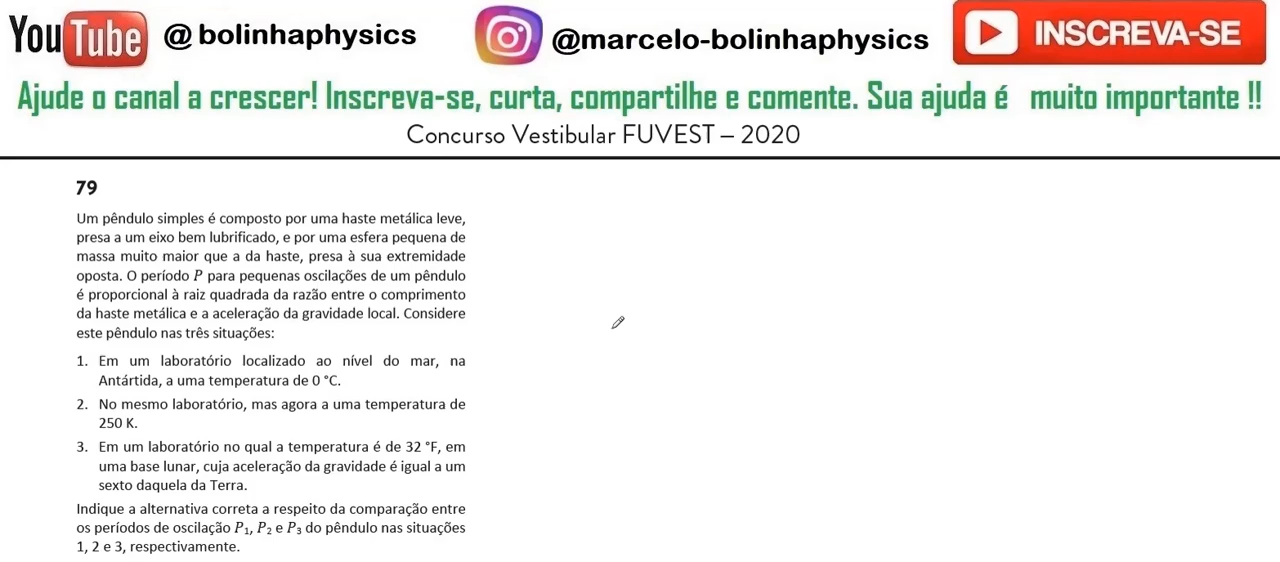 YouTube @bolinhaphysics @marcelo-bolinhaphysics INSCREVA-SE
Ajude o canal a crescer! Inscreva-se, curta, compartilhe e comente. Sua ajuda é muito importante !!
Concurso Vestibular FUVEST – 2020
79
Um pêndulo simples é composto por uma haste metálica leve,
presa a um eixo bem lubrificado, e por uma esfera pequena de
massa muito maior que a da haste, presa à sua extremidade
oposta. O período P para pequenas oscilações de um pêndulo
é proporcional à raiz quadrada da razão entre o comprimento
da haste metálica e a aceleração da gravidade local. Considere
este pêndulo nas três situações:
1. Em um laboratório localizado ao nível do mar, na
Antártida, a uma temperatura de 0 °C.
2. No mesmo laboratório, mas agora a uma temperatura de
250 K.
3. Em um laboratório no qual a temperatura é de 32 °F, em
uma base lunar, cuja aceleração da gravidade é igual a um
sexto daquela da Terra.
Indique a alternativa correta a respeito da comparação entre
os períodos de oscilação P₁, P₂ e P₃ do pêndulo nas situações
1, 2 e 3, respectivamente.